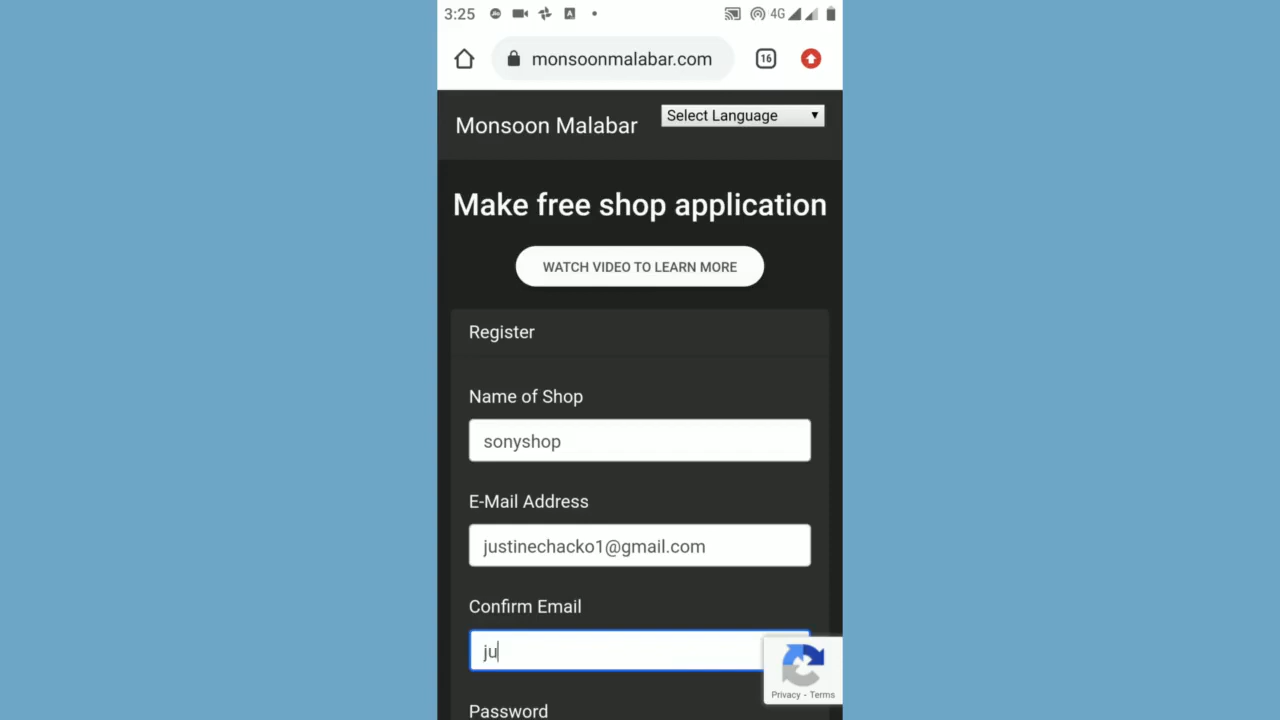 3:25
4G
monsoonmalabar.com
16
Monsoon Malabar
Select Language
Make free shop application
WATCH VIDEO TO LEARN MORE
Register
Name of Shop
sonyshop
E-Mail Address
justinechacko1@gmail.com
Confirm Email
ju
Privacy - Terms
Password